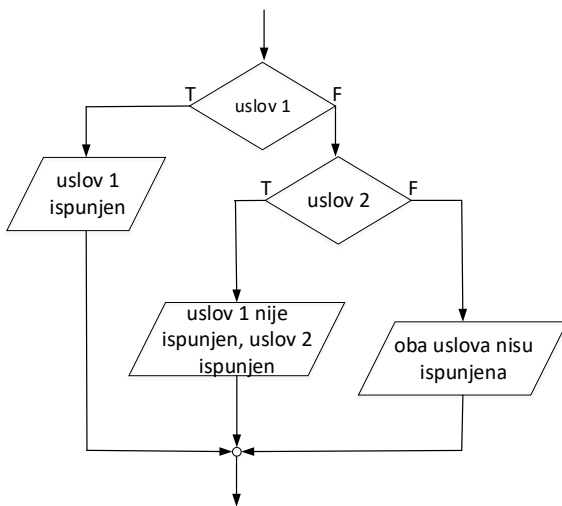 T
F
uslov 1
uslov 1
ispunjen
T
F
uslov 2
uslov 1 nije
ispunjen, uslov 2
ispunjen
oba uslova nisu
ispunjena